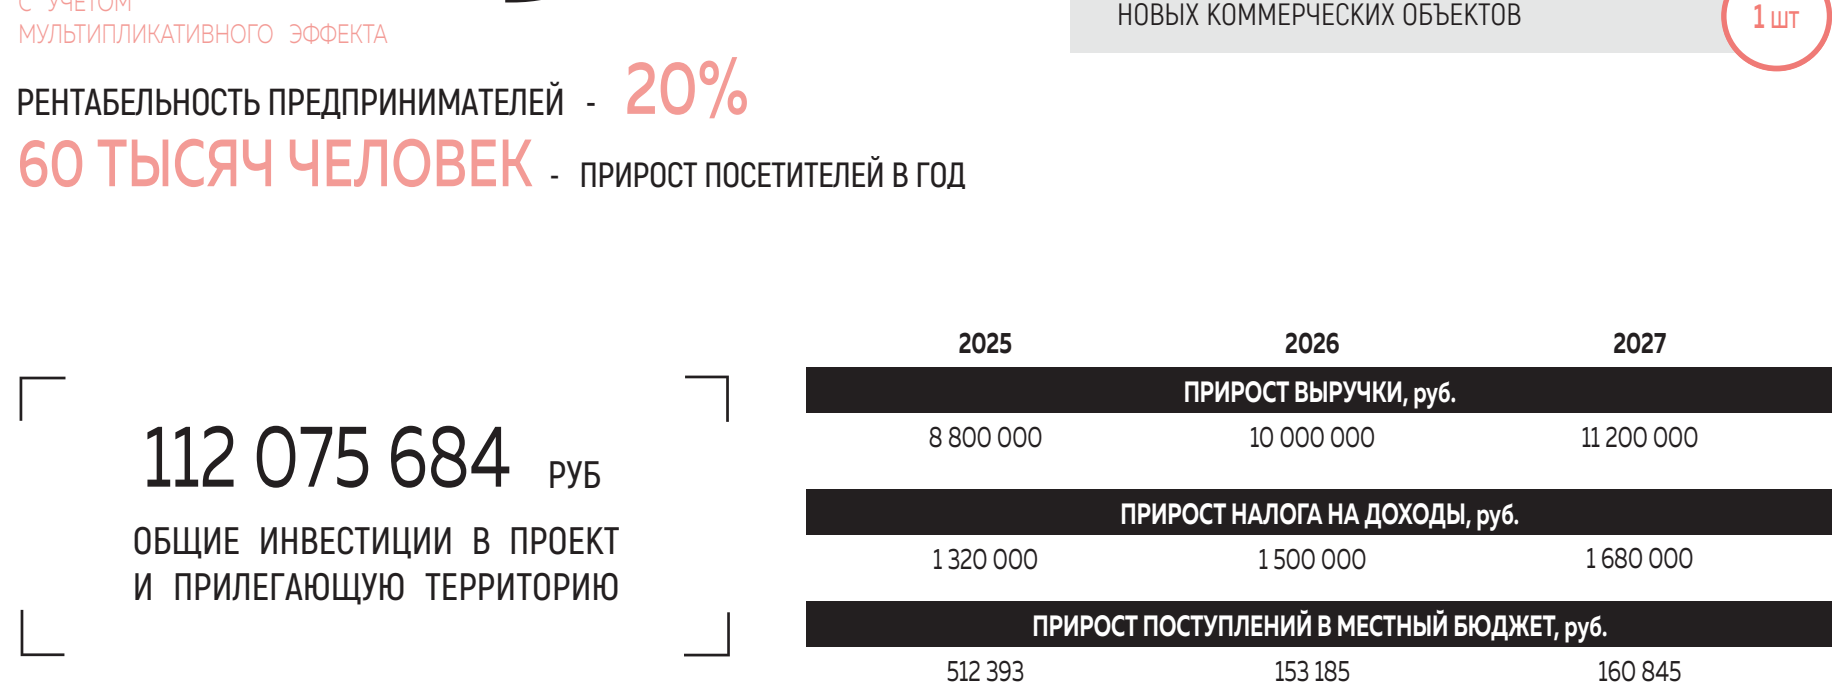 С УЧЕТОМ
МУЛЬТИПЛИКАТИВНОГО ЭФФЕКТА
НОВЫХ КОММЕРЧЕСКИХ ОБЪЕКТОВ
1 шт
РЕНТАБЕЛЬНОСТЬ ПРЕДПРИНИМАТЕЛЕЙ - 20%
60 ТЫСЯЧ ЧЕЛОВЕК - ПРИРОСТ ПОСЕТИТЕЛЕЙ В ГОД
112 075 684 РУБ
ОБЩИЕ ИНВЕСТИЦИИ В ПРОЕКТ
И ПРИЛЕГАЮЩУЮ ТЕРРИТОРИЮ
2025 2026 2027
ПРИРОСТ ВЫРУЧКИ, руб.
8 800 000 10 000 000 11 200 000
ПРИРОСТ НАЛОГА НА ДОХОДЫ, руб.
1 320 000 1 500 000 1 680 000
ПРИРОСТ ПОСТУПЛЕНИЙ В МЕСТНЫЙ БЮДЖЕТ, руб.
512 393 153 185 160 845